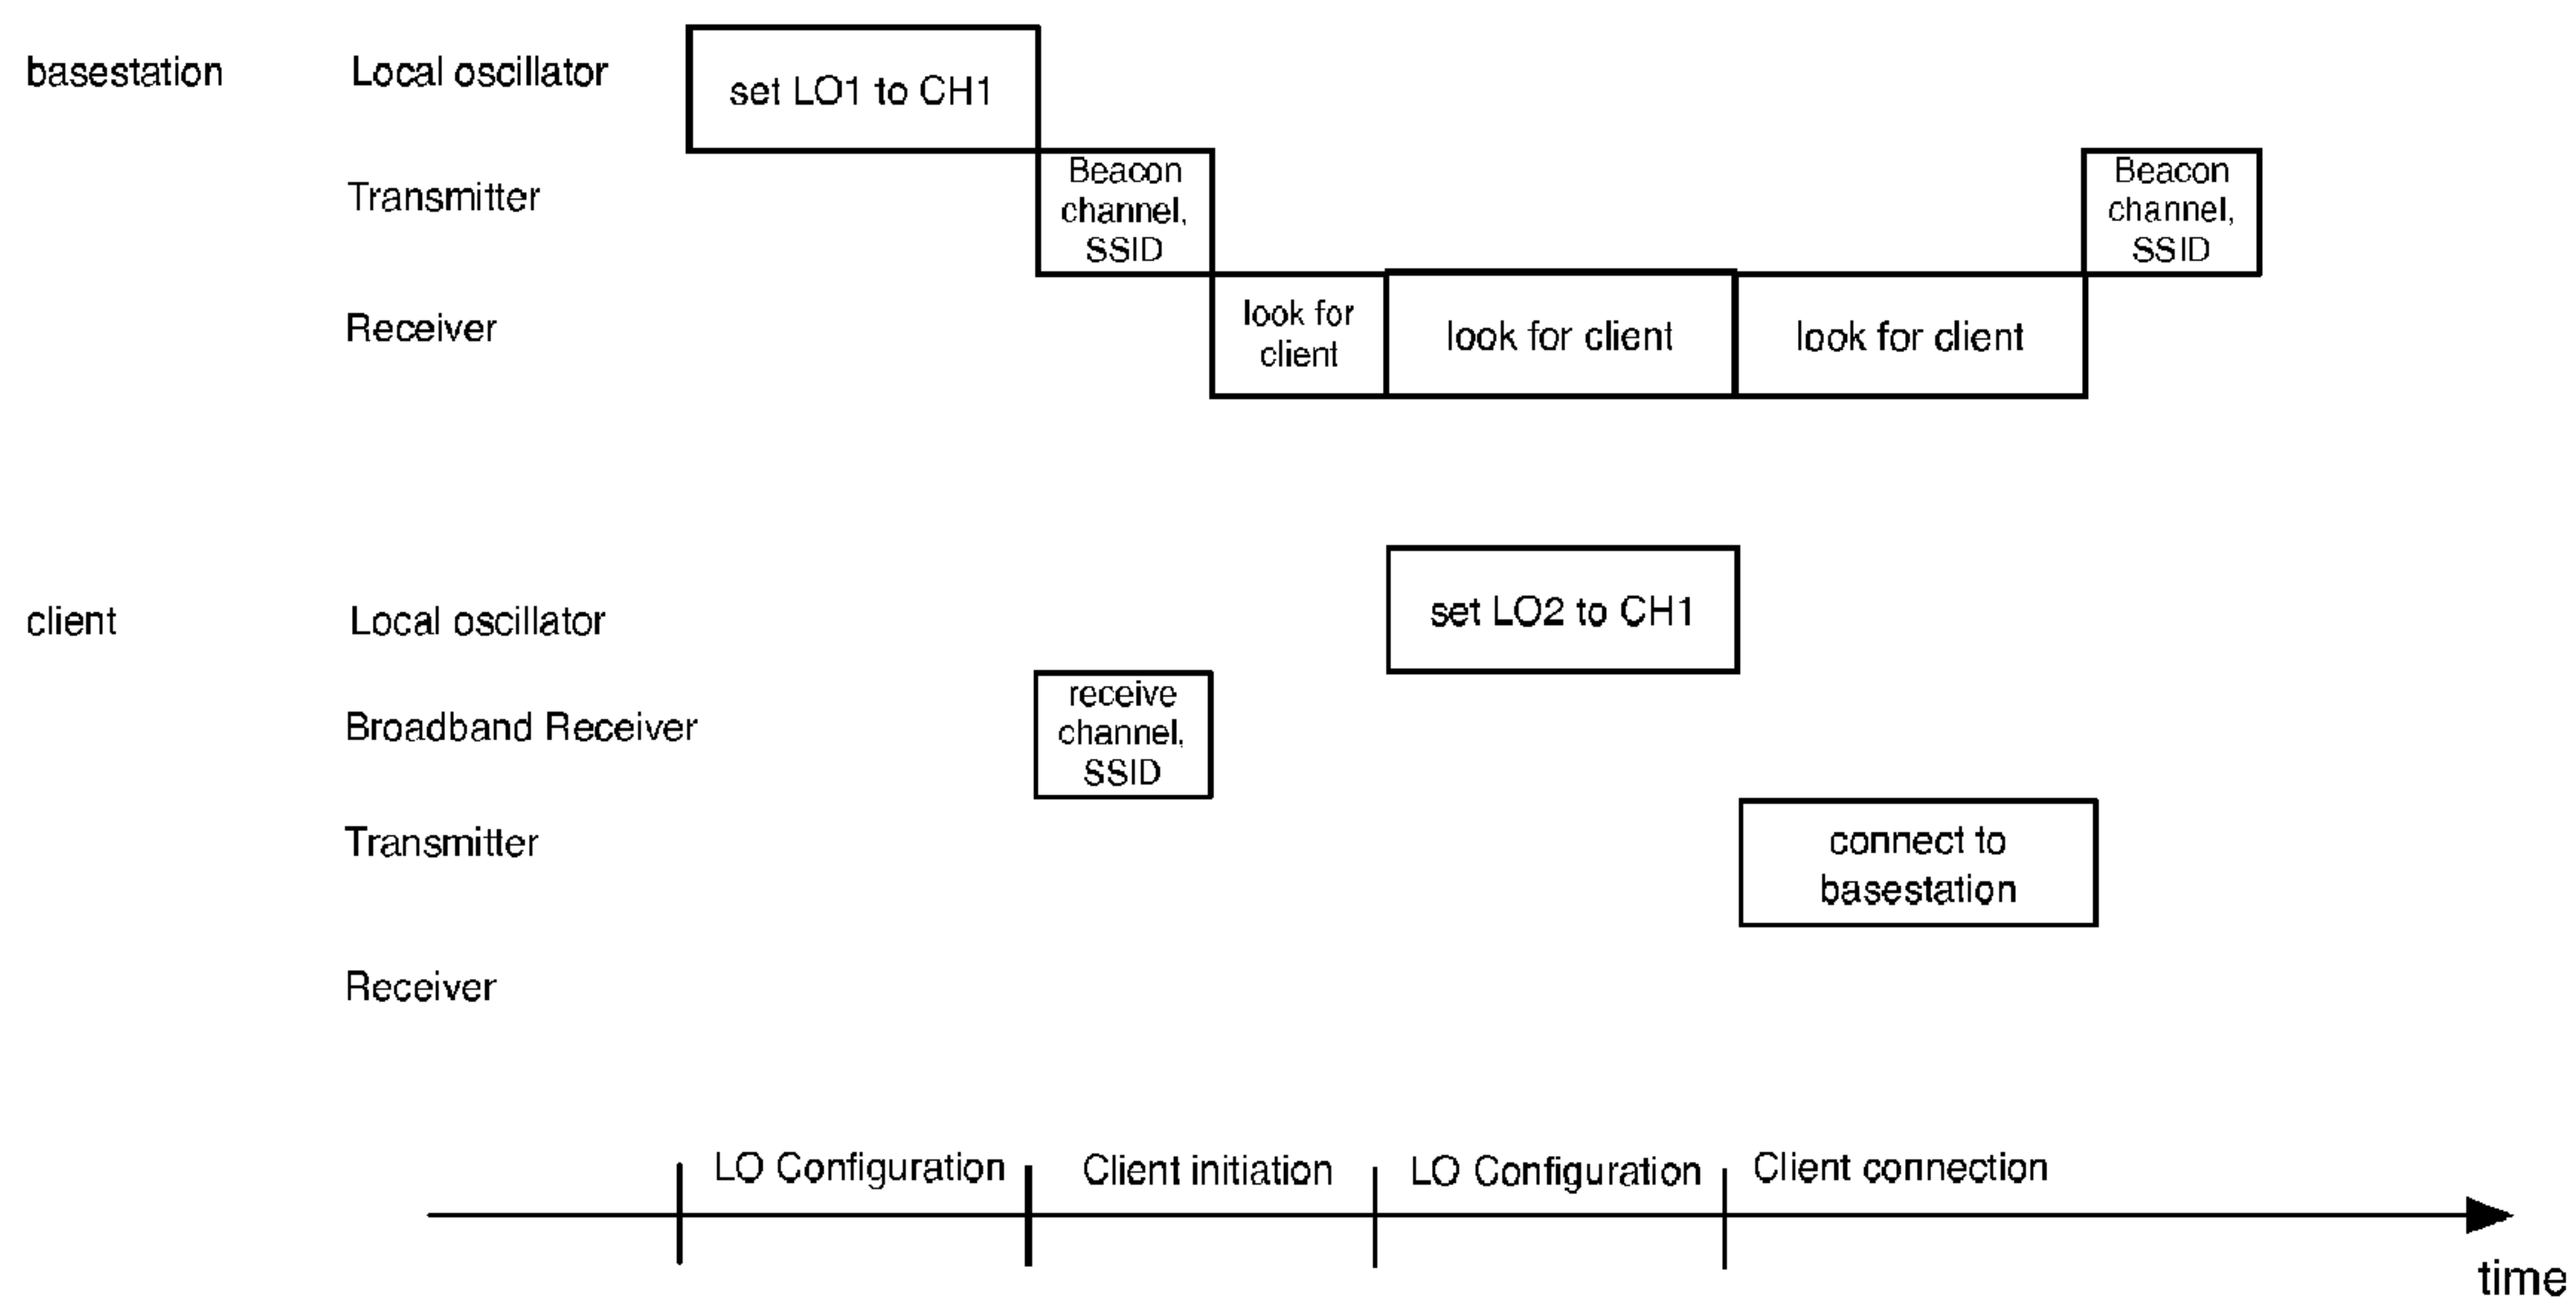 basestation
Local oscillator
set LO1 to CH1
Transmitter
Beacon
channel,
SSID
Beacon
channel,
SSID
Receiver
look for
client
look for client
look for client
client
Local oscillator
set LO2 to CH1
Broadband Receiver
receive
channel,
SSID
Transmitter
connect to
basestation
Receiver
LO Configuration
Client initiation
LO Configuration
Client connection
time